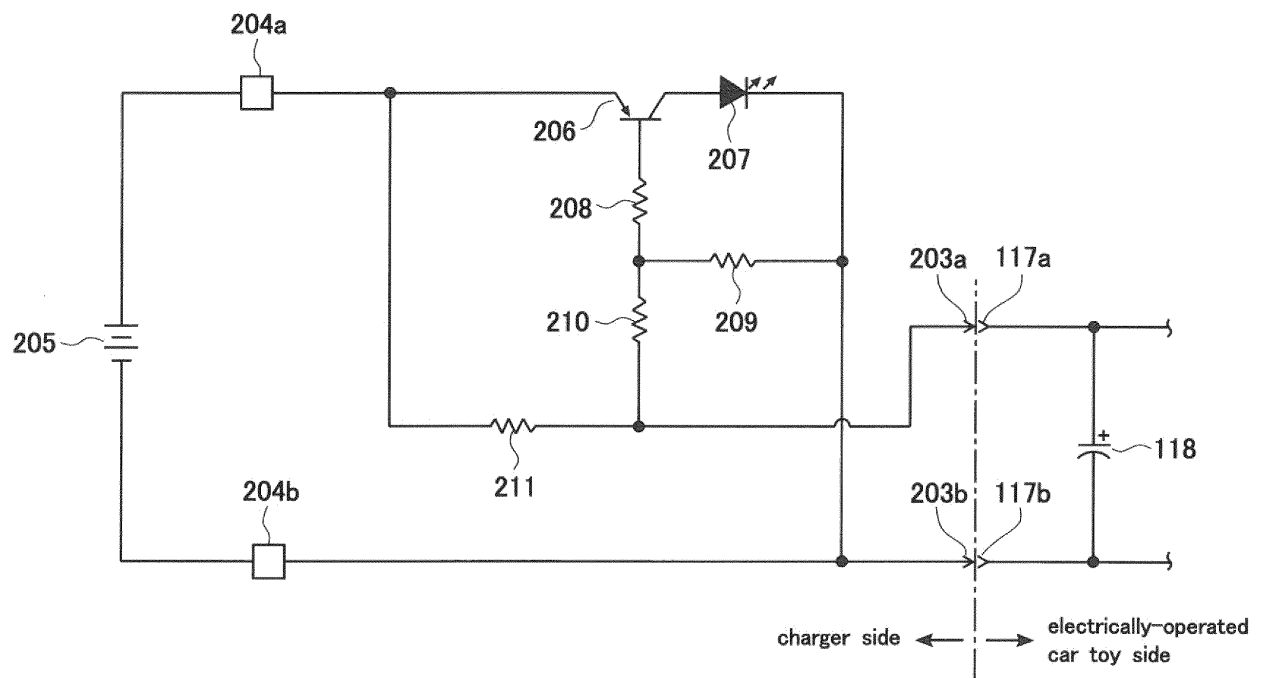 204a
206
207
208
203a
117a
210
209
205
118
211
204b
203b
117b
charger side
electrically-operated
car toy side